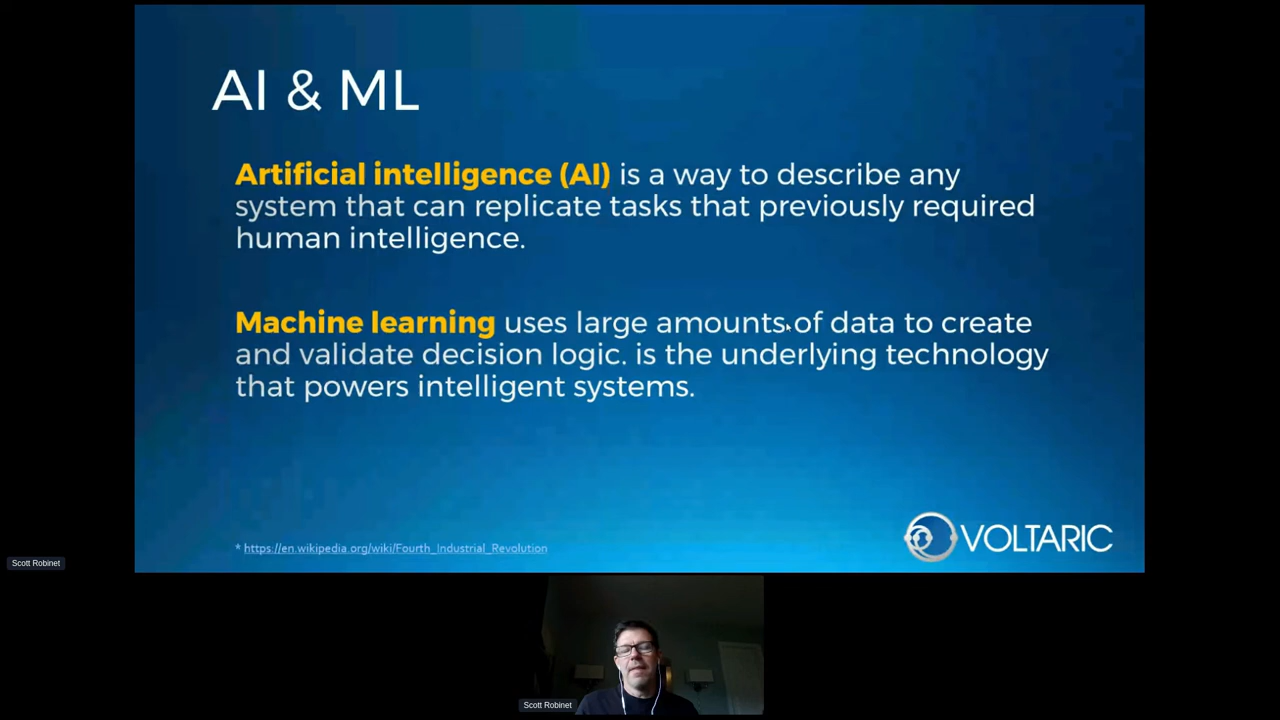 AI & ML
Artificial intelligence (AI) is a way to describe any
system that can replicate tasks that previously required
human intelligence.
Machine learning uses large amounts of data to create
and validate decision logic. is the underlying technology
that powers intelligent systems.
* https://en.wikipedia.org/wiki/Fourth_Industrial_Revolution
VOLTARIC
Scott Robinet
Scott Robinet